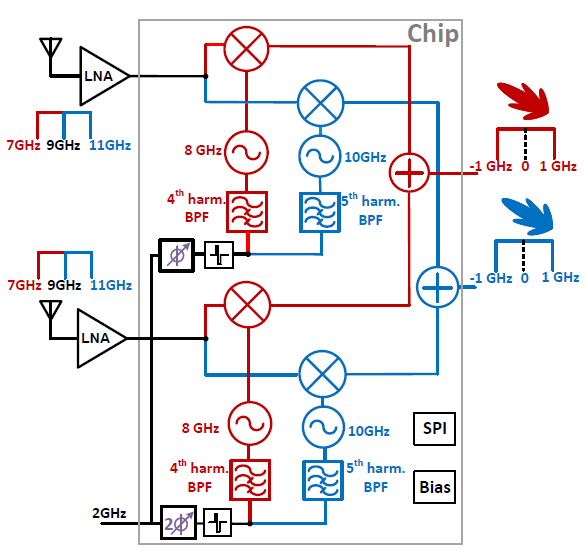 Chip
LNA
7GHz 9GHz 11GHz
8 GHz
10GHz
4th harm.
BPF
5th harm.
BPF
ϕ
-1 GHz 0 1 GHz
-1 GHz 0 1 GHz
7GHz 9GHz 11GHz
LNA
8 GHz
10GHz
4th harm.
BPF
5th harm.
BPF
SPI
Bias
2GHz
2ϕ